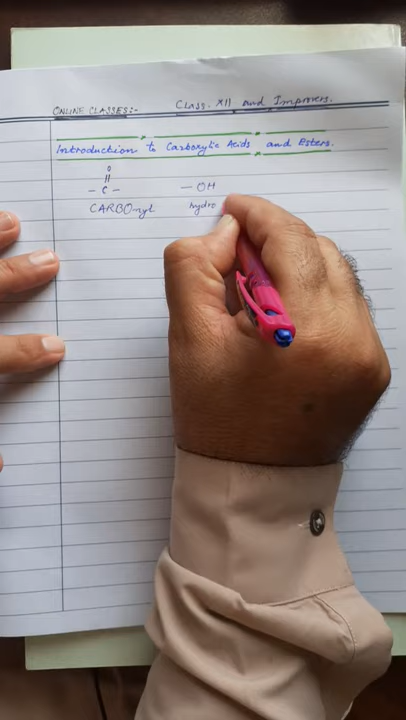 ONLINE CLASSES:- Class. XII and Improvers.
Introduction to Carboxylic Acids and Esters.
O
||
- C - - OH
CARBOnyl hydro